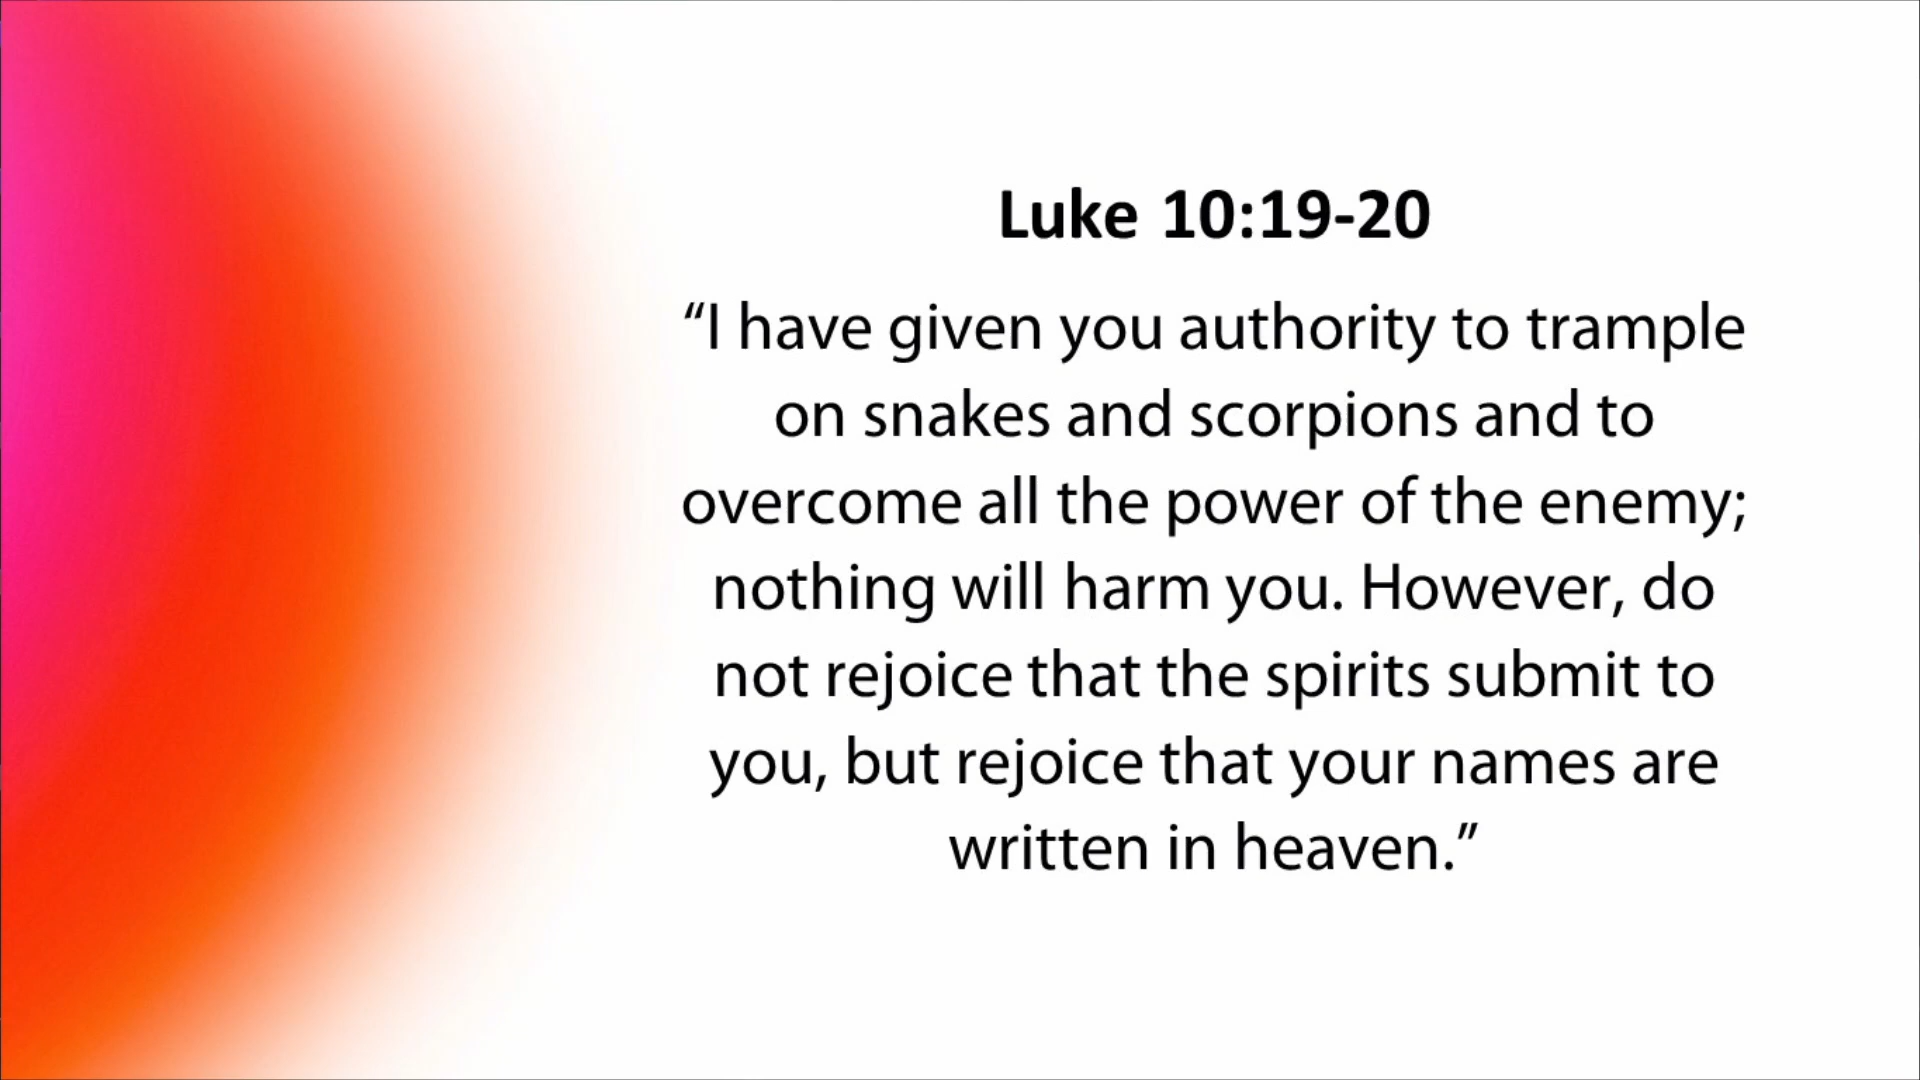 Luke 10:19-20
“I have given you authority to trample
on snakes and scorpions and to
overcome all the power of the enemy;
nothing will harm you. However, do
not rejoice that the spirits submit to
you, but rejoice that your names are
written in heaven.”